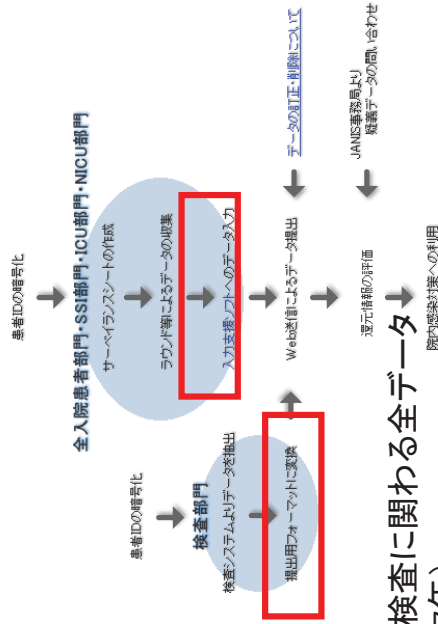 患者IDの暗号化
全入院患者部門・SSI部門・ICU部門・NICU部門
サーベイランスシートの作成
ラウンド等によるデータの収集
入力支援ソフトへのデータ入力
患者IDの暗号化
検査部門
検査システムよりデータを抽出
提出用フォーマットに変換
Web送信によるデータ提出
データの訂正・削除について
還元情報の評価
JANIS事務局より
疑義データの問い合わせ
院内感染対策への利用
検査に関わる全データ